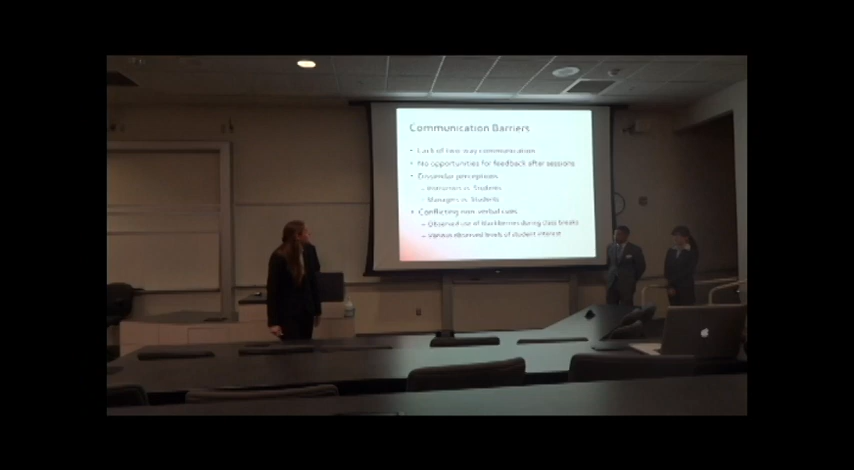 Communication Barriers
• Lack of two-way communication
• No opportunities for feedback after sessions
• Dissimilar perceptions
– Instructors vs. Students
– Managers vs. Students
• Conflicting non-verbal cues
– Observed use of blackberries during class breaks
– Various observed levels of student interest